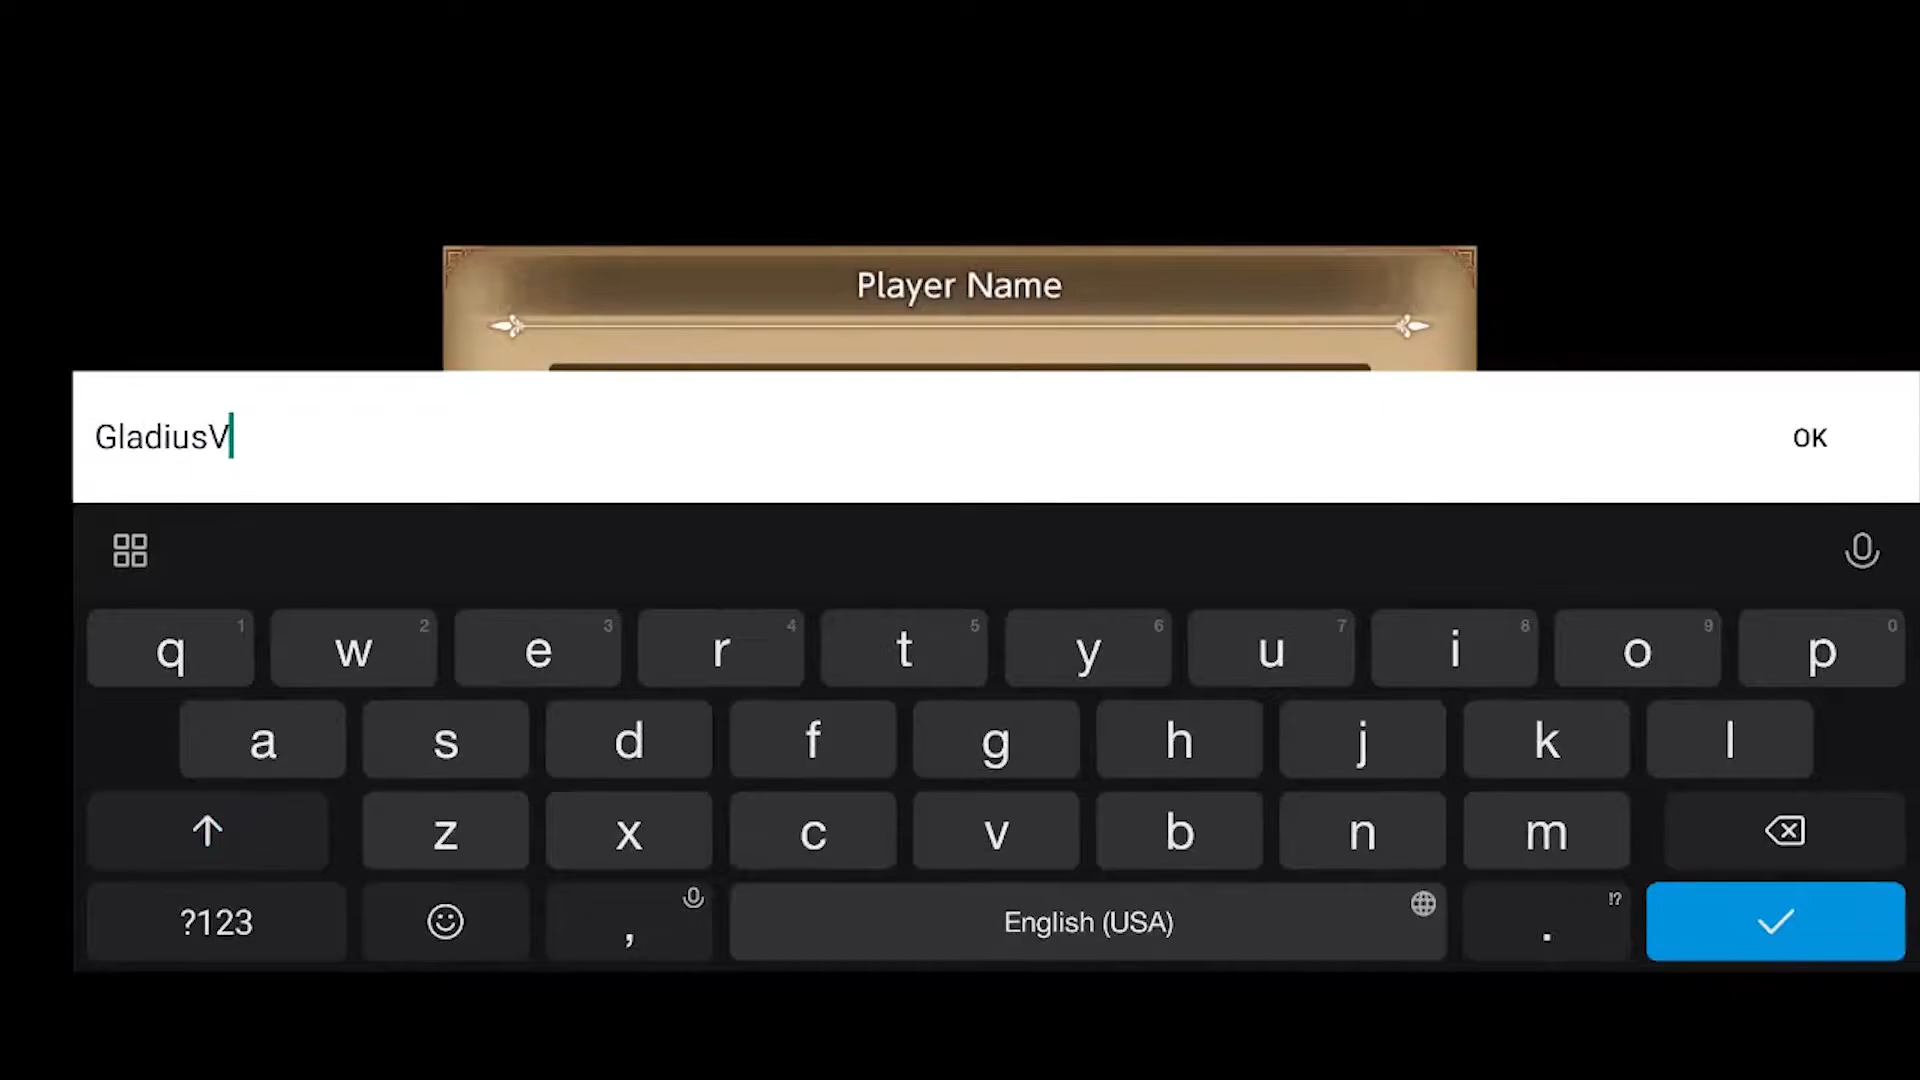 Player Name
GladiusV
OK
q 1 w 2 e 3 r 4 t 5 y 6 u 7 i 8 o 9 p 0
a s d f g h j k l
z x c v b n m
?123 , English (USA) . !?